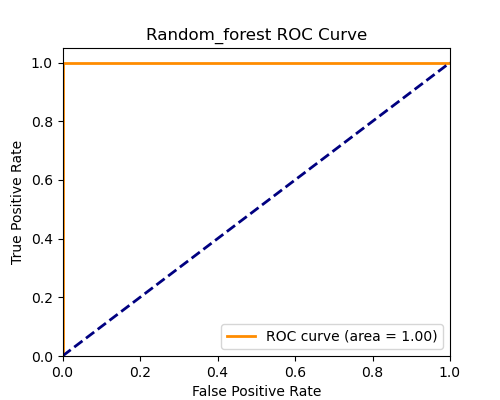 Random_forest ROC Curve
True Positive Rate
1.0
0.8
0.6
0.4
0.2
0.0
ROC curve (area = 1.00)
0.0 0.2 0.4 0.6 0.8 1.0
False Positive Rate